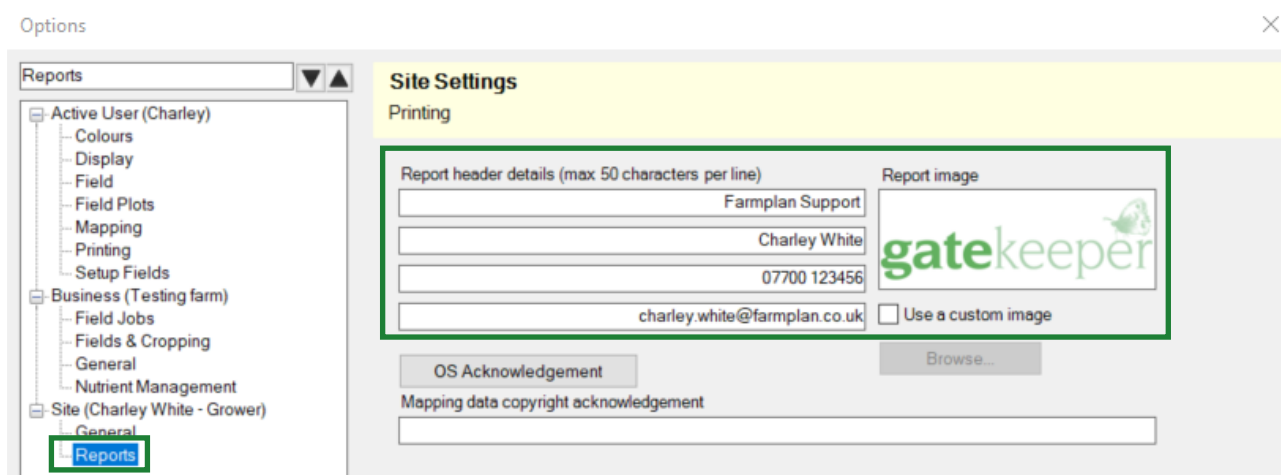 Options
Reports
Active User (Charley)
Colours
Display
Field
Field Plots
Mapping
Printing
Setup Fields
Business (Testing farm)
Field Jobs
Fields & Cropping
General
Nutrient Management
Site (Charley White - Grower)
General
Reports
Site Settings
Printing
Report header details (max 50 characters per line)
Farmplan Support
Charley White
07700 123456
charley.white@farmplan.co.uk
Report image
gatekeeper
Use a custom image
Browse...
OS Acknowledgement
Mapping data copyright acknowledgement